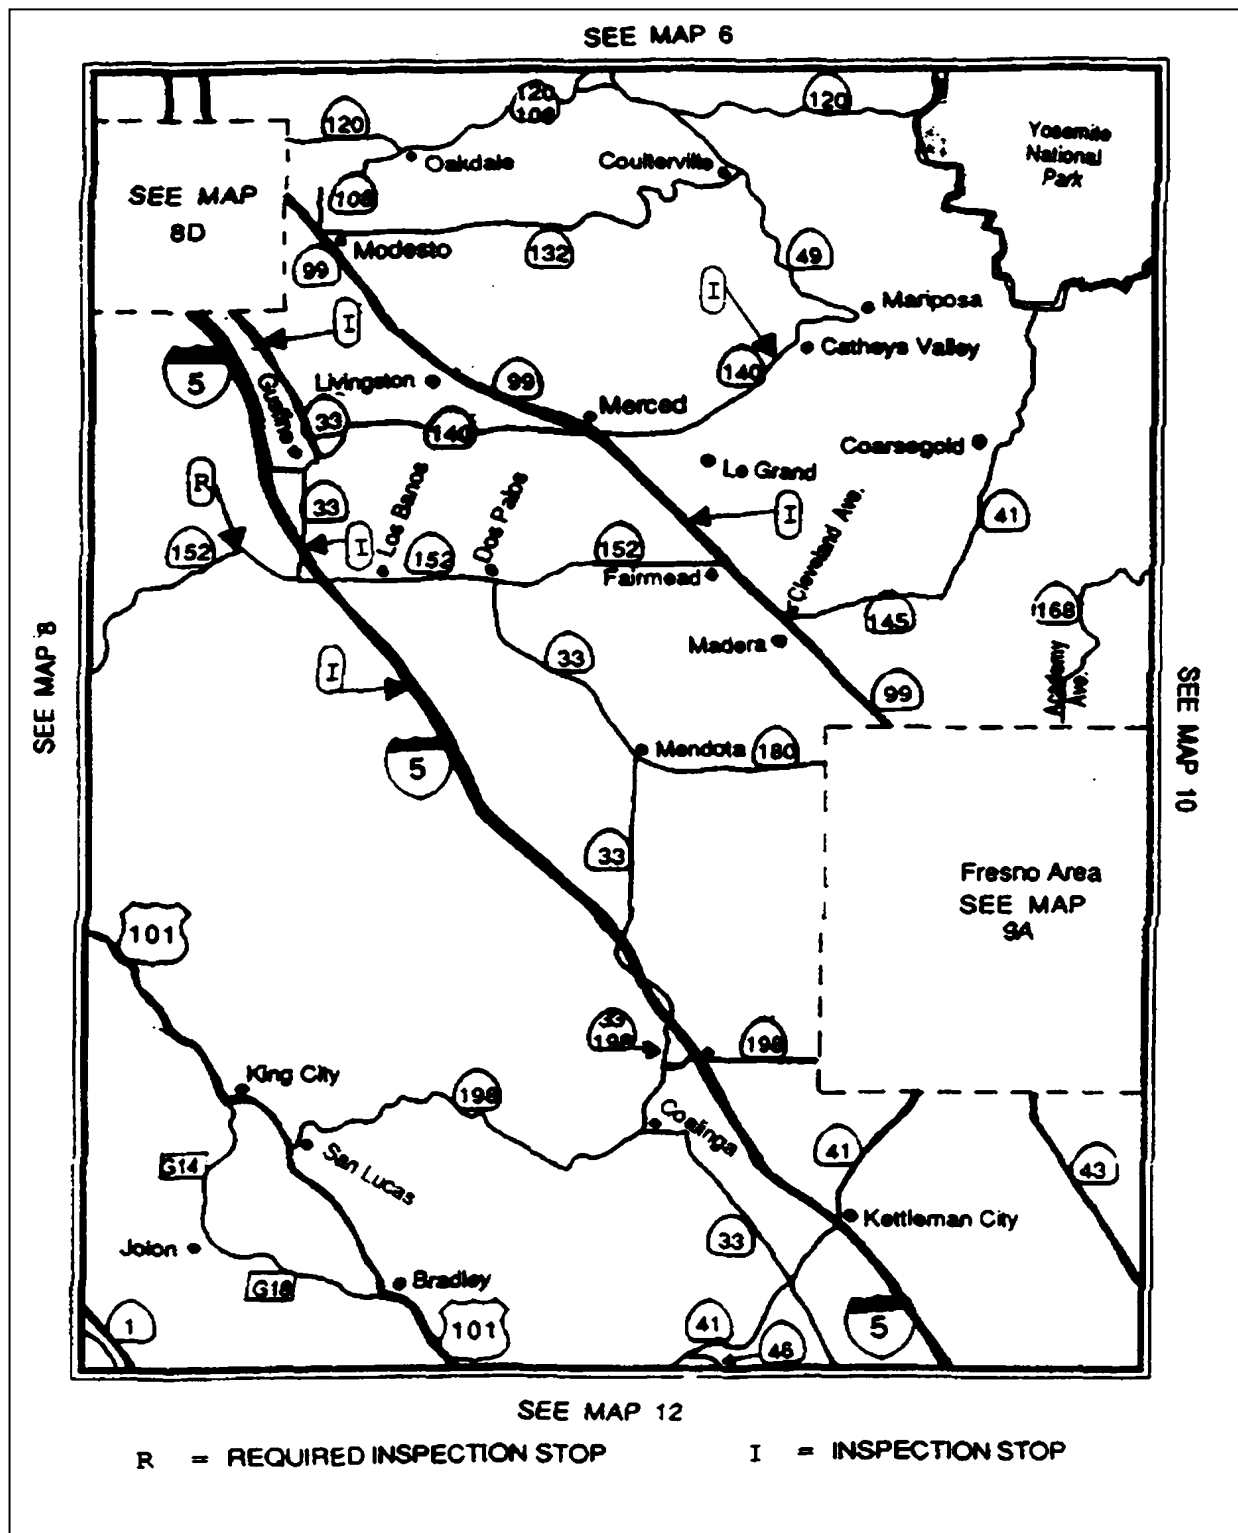 SEE MAP 6
120
120
108
120
Yosemite
National
Park
Oakdale
Coulterville
SEE MAP
8D
108
Modesto
132
49
99
I
I
Mariposa
Catheys Valley
5
Livingston
99
140
Gustine
33
140
Merced
Coarsegold
Le Grand
R
33
Los Banos
Dos Palos
I
Cleveland Ave.
41
152
I
152
152
Fairmead
145
168
SEE MAP 8
Madera
Academy
Ave.
I
33
99
SEE MAP 10
5
Mendota
180
33
Fresno Area
SEE MAP
9A
101
33
198
198
King City
198
Coalinga
G14
San Lucas
41
43
Jolon
33
Kettleman City
G18
Bradley
1
101
41
46
5
SEE MAP 12
R = REQUIRED INSPECTION STOP
I = INSPECTION STOP